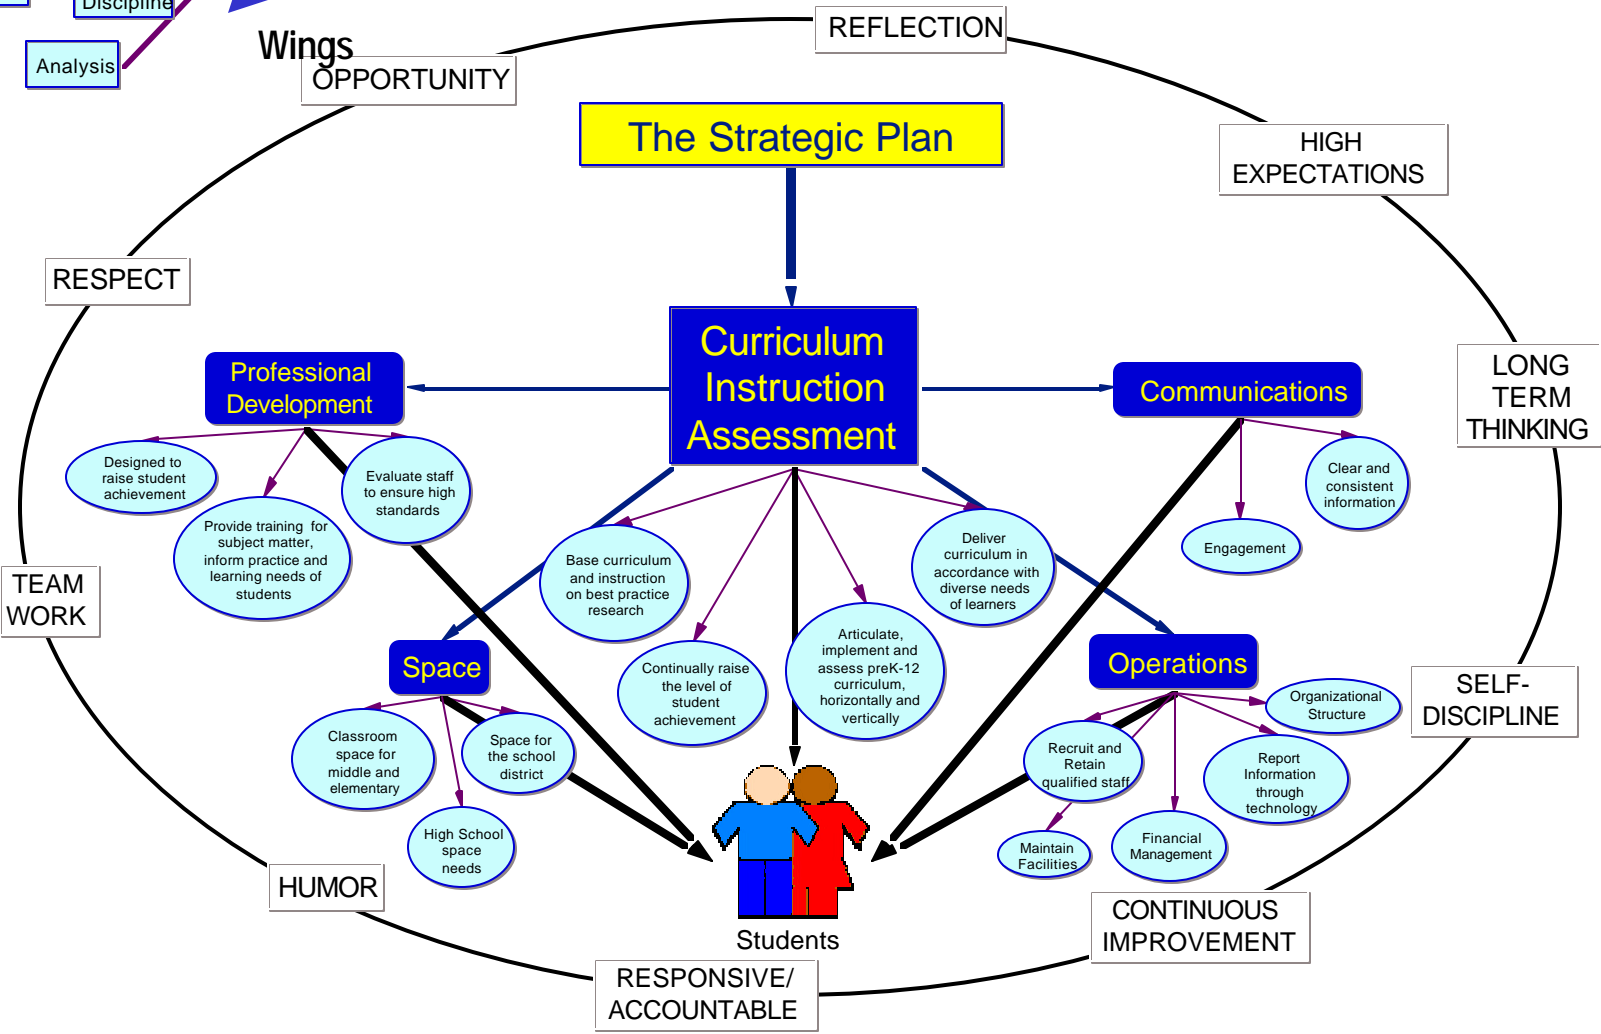 Discipline
Analysis
Wings
OPPORTUNITY
REFLECTION
The Strategic Plan
HIGH
EXPECTATIONS
RESPECT
Curriculum
Instruction
Assessment
Professional
Development
Communications
LONG
TERM
THINKING
Designed to
raise student
achievement
Provide training for
subject matter,
inform practice and
learning needs of
students
Evaluate staff
to ensure high
standards
Base curriculum
and instruction
on best practice
research
Continually raise
the level of
student
achievement
Articulate,
implement and
assess preK-12
curriculum,
horizontally and
vertically
Deliver
curriculum in
accordance with
diverse needs
of learners
Engagement
Clear and
consistent
information
TEAM
WORK
Space
Operations
Classroom
space for
middle and
elementary
High School
space
needs
Space for
the school
district
Recruit and
Retain
qualified staff
Maintain
Facilities
Financial
Management
Report
Information
through
technology
Organizational
Structure
SELF-
DISCIPLINE
HUMOR
Students
CONTINUOUS
IMPROVEMENT
RESPONSIVE/
ACCOUNTABLE